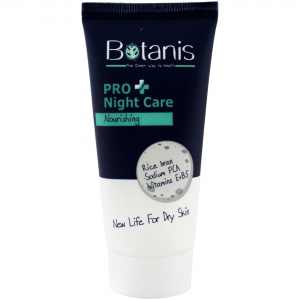 Botanis
The Green Way to Health
PRO
Night Care
Nourishing
Rice bran
Sodium PCA
Vitamins E&B5
New Life For Dry Skin